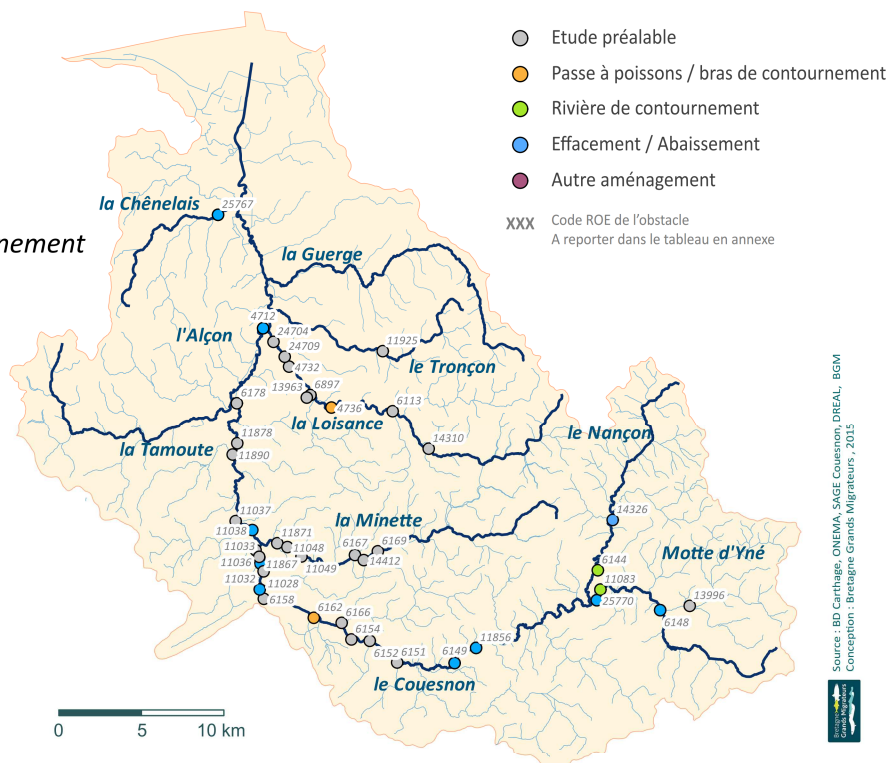 Etude préalable
Passe à poissons / bras de contournement
Rivière de contournement
Effacement / Abaissement
Autre aménagement
XXX Code ROE de l'obstacle
A reporter dans le tableau en annexe
nement
la Chênelais
25767
la Guerge
4712
l'Alçon
24704
24709
4732
11925
le Tronçon
13963
6897
4736
6113
la Loisance
6178
14310
le Nançon
la Tamoute
11878
11890
14326
11037
11038
la Minette
11871
11033
11048
6167
6169
Motte d'Yné
11036
11867
11049
14412
6144
11032
11028
11083
6158
25770
13996
6148
6162
6166
6154
11856
6152
6151
6149
le Couesnon
0 5 10 km
Source : BD Carthage, ONEMA, SAGE Couesnon, DREAL, BGM
Conception : Bretagne Grands Migrateurs , 2015
Bretagne
Grands Migrateurs